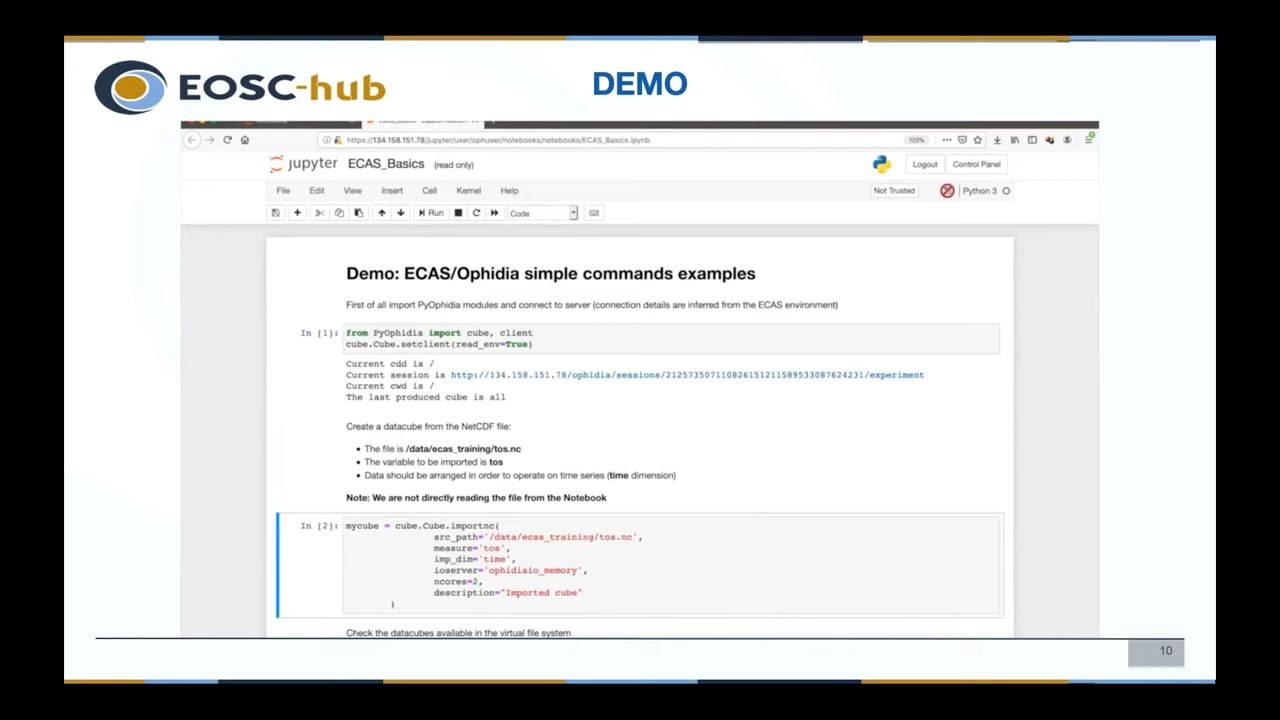 EOSC-hub
DEMO
https://134.158.151.78/jupyter/user/ophuser/notebooks/notebooks/ECAS_Basics.ipynb
120%
jupyter ECAS_Basics (read only)
Logout
Control Panel
File Edit View Insert Cell Kernel Help
Not Trusted
Python 3
Run
Code
Demo: ECAS/Ophidia simple commands examples
First of all import PyOphidia modules and connect to server (connection details are inferred from the ECAS environment)
In [1]:
from PyOphidia import cube, client
cube.Cube.setclient(read_env=True)
Current cdd is /
Current session is http://134.158.151.78/ophidia/sessions/212573507110826151211589533087624231/experiment
Current cwd is /
The last produced cube is all
Create a datacube from the NetCDF file:
• The file is /data/ecas_training/tos.nc
• The variable to be imported is tos
• Data should be arranged in order to operate on time series (time dimension)
Note: We are not directly reading the file from the Notebook
In [2]:
mycube = cube.Cube.importnc(
src_path='/data/ecas_training/tos.nc',
measure='tos',
imp_dim='time',
ioserver='ophidiaio_memory',
ncores=2,
description="Imported cube"
)
Check the datacubes available in the virtual file system
10